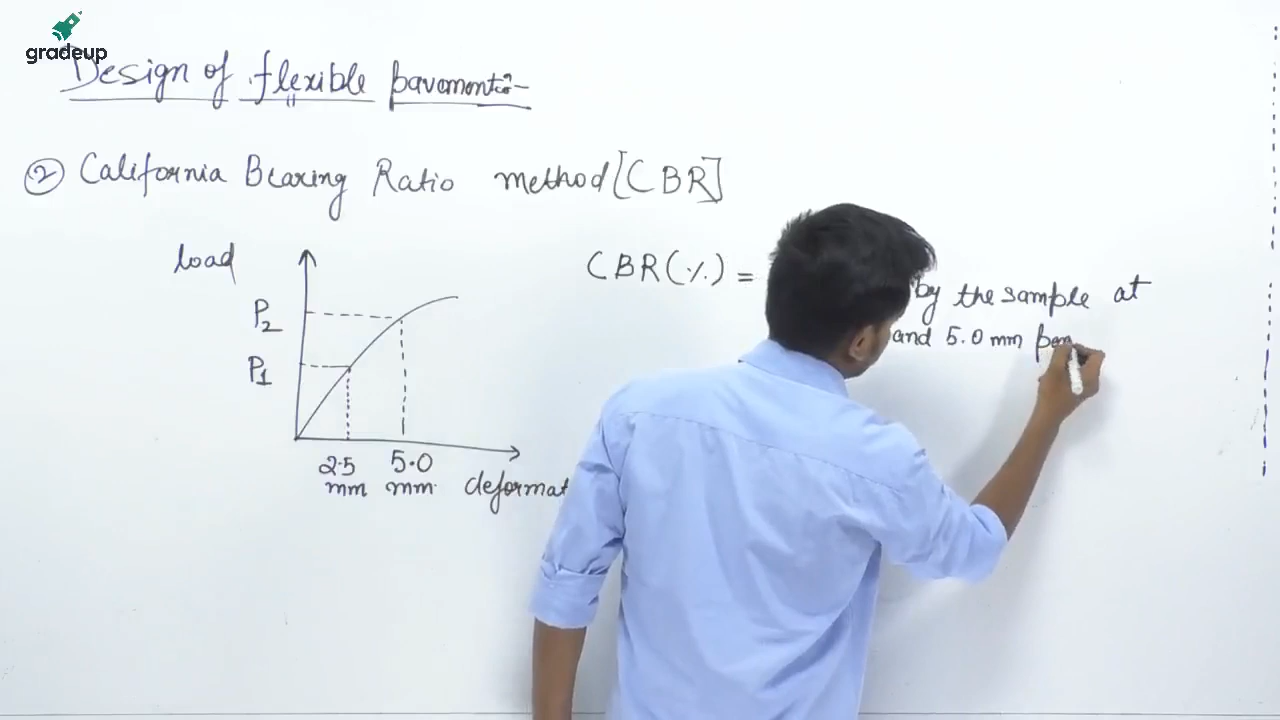 gradeup
Design of flexible pavement:-
② California Bearing Ratio method [CBR]
load
P2
P1
2.5 mm
5.0 mm
deformat
CBR (%) =
by the sample at
and 5.0 mm pen